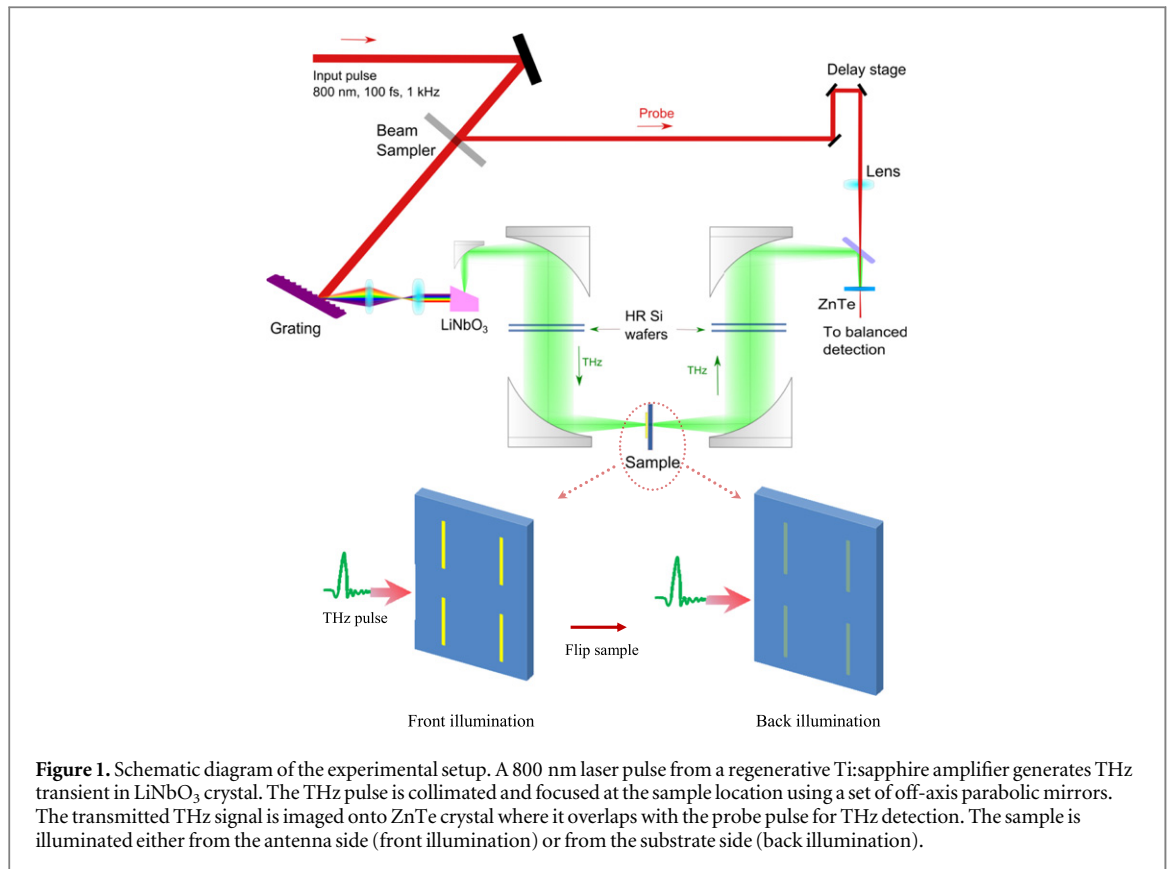 Input pulse
800 nm, 100 fs, 1 kHz
Beam
Sampler
Probe
Delay stage
Lens
Grating
LiNbO3
HR Si
wafers
THz
THz
ZnTe
To balanced
detection
Sample
THz pulse
Flip sample
Front illumination
Back illumination
Figure 1. Schematic diagram of the experimental setup. A 800 nm laser pulse from a regenerative Ti:sapphire amplifier generates THz
transient in LiNbO3 crystal. The THz pulse is collimated and focused at the sample location using a set of off-axis parabolic mirrors.
The transmitted THz signal is imaged onto ZnTe crystal where it overlaps with the probe pulse for THz detection. The sample is
illuminated either from the antenna side (front illumination) or from the substrate side (back illumination).